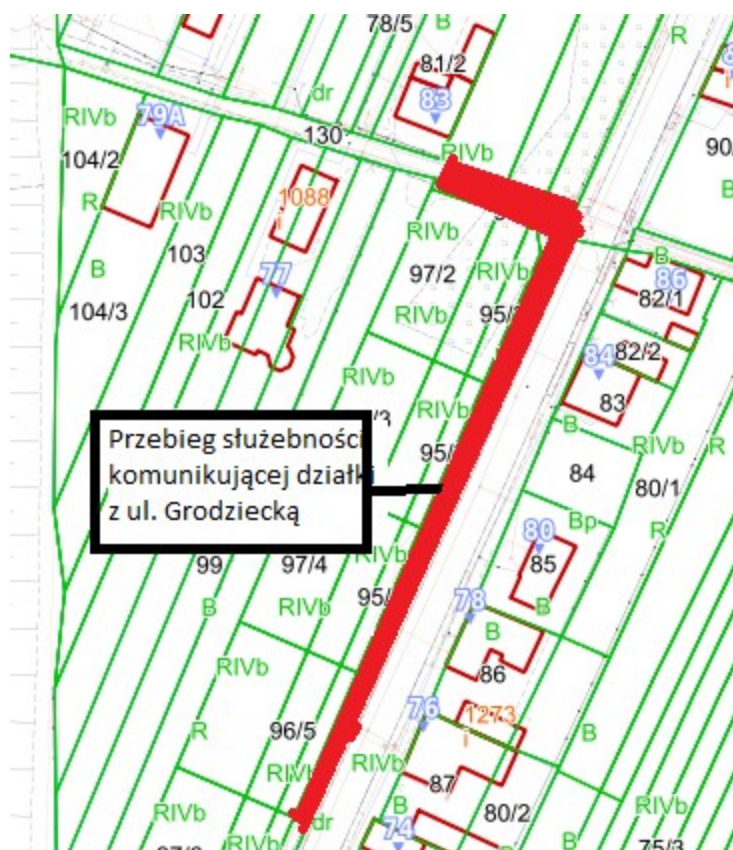 78/5
B
R
81/2
dr
83
RIVb
79A
130
RIVb
90/
104/2
1088
i
R
RIVb
RIVb
B
B
103
77
97/2
RIVb
86
B
82/1
102
104/3
RIVb
95/
RIVb
84
82/2
RIVb
83
RIVb
B
95/
RIVb
R
Przebieg służebności
komunikującej działki
z ul. Grodziecką
84
80/1
Bp
R
80
85
RIVb
99
97/4
B
RIVb
95/
78
B
B
RIVb
86
76
1273
i
R
96/5
B
RIVb
RIVb
87
RIVb
dr
B
80/2
RIVb
RIVb
74
B
75/3